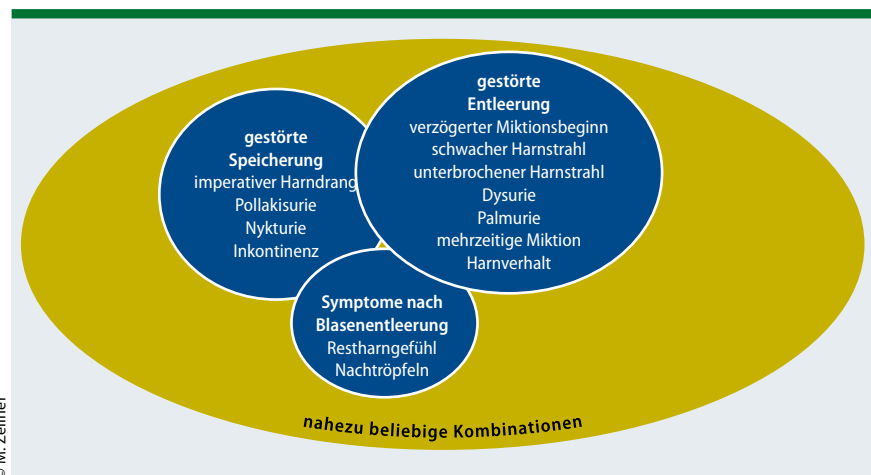 gestörte
Speicherung
imperativer Harndrang
Pollakisurie
Nykturie
Inkontinenz
gestörte
Entleerung
verzögerter Miktionsbeginn
schwacher Harnstrahl
unterbrochener Harnstrahl
Dysurie
Palmurie
mehrzeitige Miktion
Harnverhalt
Symptome nach
Blasenentleerung
Restharngefühl
Nachtröpfeln
nahezu beliebige Kombinationen
© M. Zellner